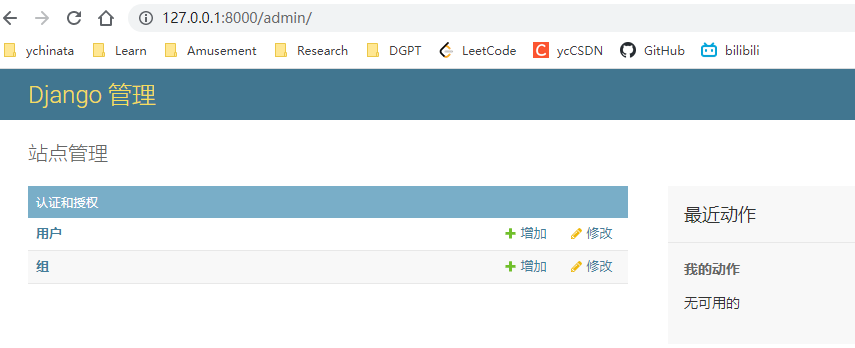 127.0.0.1:8000/admin/
ychinata Learn Amusement Research DGPT LeetCode ycCSDN GitHub bilibili
Django 管理
站点管理
认证和授权
用户 增加 修改
组 增加 修改
最近动作
我的动作
无可用的